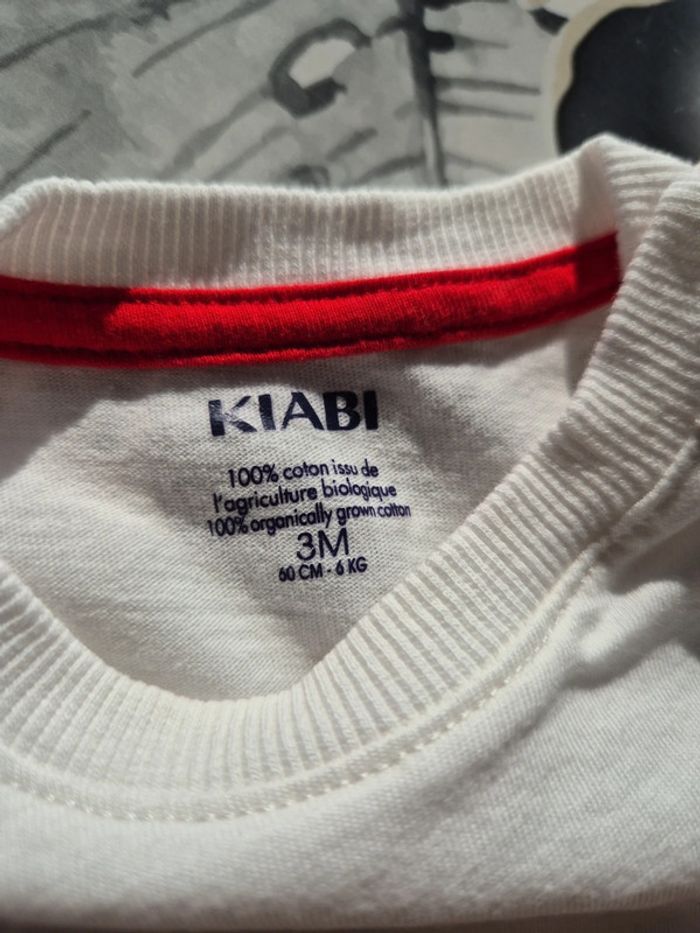 KIABI
100% coton issu de
l'agriculture biologique
100% organically grown cotton
3M
60 CM - 6 KG